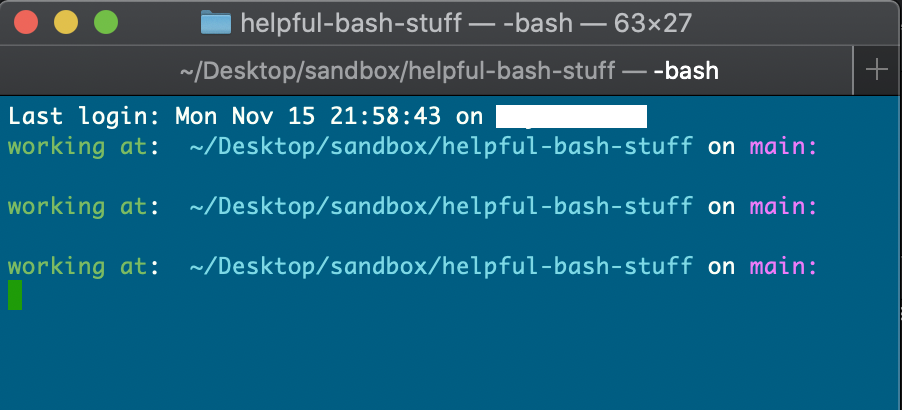 helpful-bash-stuff — -bash — 63×27
~/Desktop/sandbox/helpful-bash-stuff — -bash
Last login: Mon Nov 15 21:58:43 on
working at:  ~/Desktop/sandbox/helpful-bash-stuff on main:
working at:  ~/Desktop/sandbox/helpful-bash-stuff on main:
working at:  ~/Desktop/sandbox/helpful-bash-stuff on main: